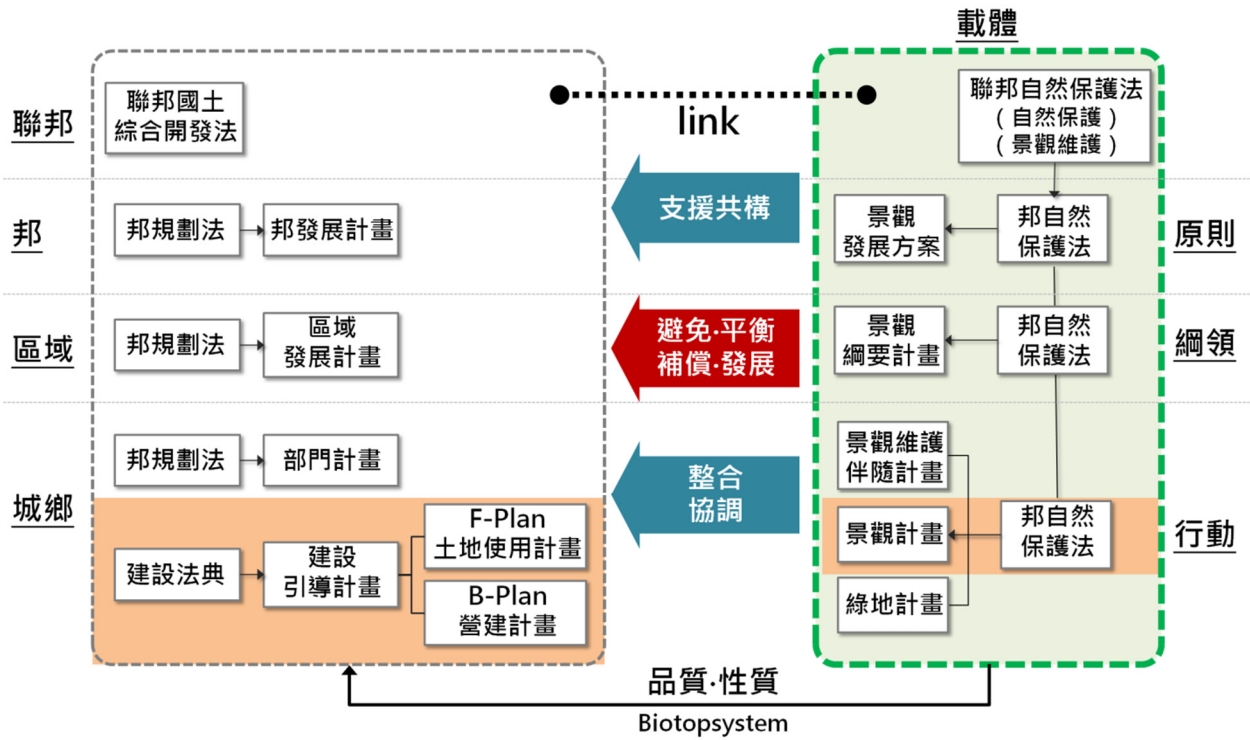 載體
聯邦
聯邦國土
綜合開發法
link
聯邦自然保護法
(自然保護)
(景觀維護)
邦
邦規劃法
邦發展計畫
支援共構
景觀
發展方案
邦自然
保護法
原則
區域
邦規劃法
區域
發展計畫
避免·平衡
補償·發展
景觀
綱要計畫
邦自然
保護法
綱領
城鄉
邦規劃法
部門計畫
整合
協調
景觀維護
伴隨計畫
建設法典
建設
引導計畫
F-Plan
土地使用計畫
B-Plan
營建計畫
景觀計畫
邦自然
保護法
行動
綠地計畫
品質·性質
Biotopsystem